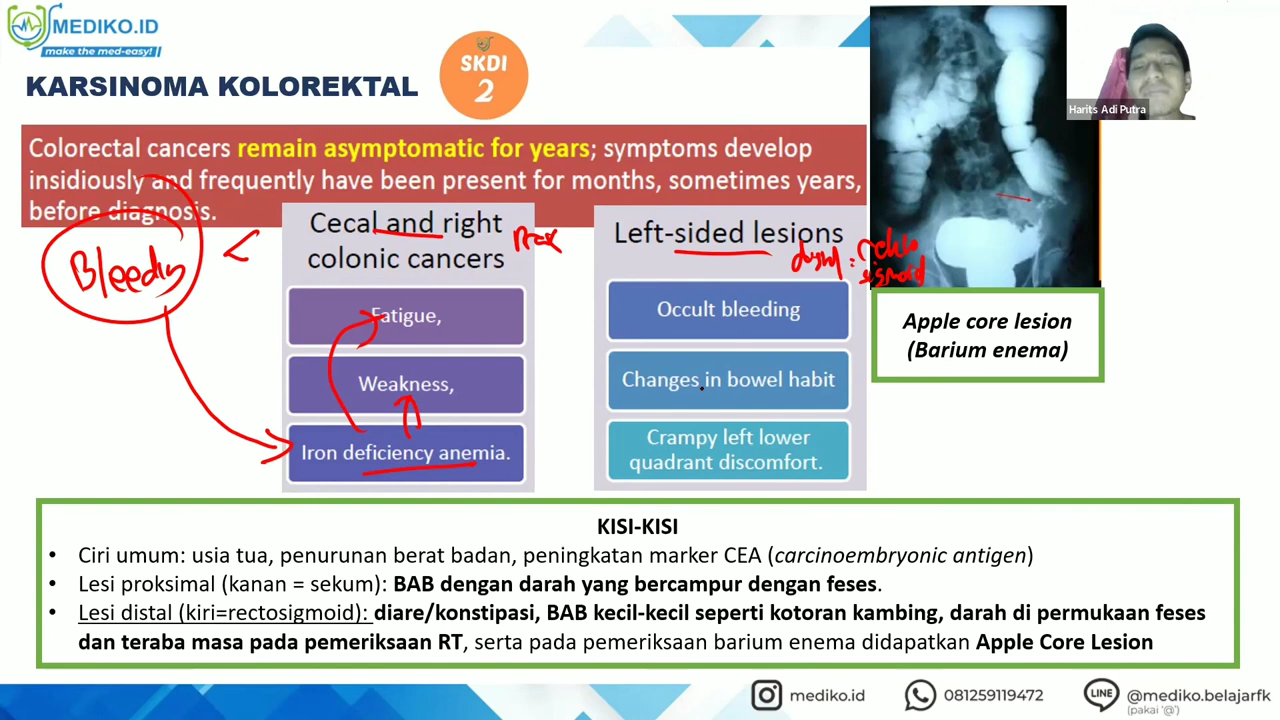 MEDIKO.ID
make the med-easy!
KARSINOMA KOLOREKTAL
SKDI
2
Harits Adi Putra
Colorectal cancers remain asymptomatic for years; symptoms develop
insidiously and frequently have been present for months, sometimes years,
before diagnosis.
Bleeding
<
Cecal and right
colonic cancers
Fatigue,
Weakness,
Iron deficiency anemia.
Left-sided lesions
Occult bleeding
Changes in bowel habit
Crampy left lower
quadrant discomfort.
Apple core lesion
(Barium enema)
KISI-KISI
• Ciri umum: usia tua, penurunan berat badan, peningkatan marker CEA (carcinoembryonic antigen)
• Lesi proksimal (kanan = sekum): BAB dengan darah yang bercampur dengan feses.
• Lesi distal (kiri=rectosigmoid): diare/konstipasi, BAB kecil-kecil seperti kotoran kambing, darah di permukaan feses
dan teraba masa pada pemeriksaan RT, serta pada pemeriksaan barium enema didapatkan Apple Core Lesion
mediko.id
081259119472
LINE
@mediko.belajarfk
(pakai '@')